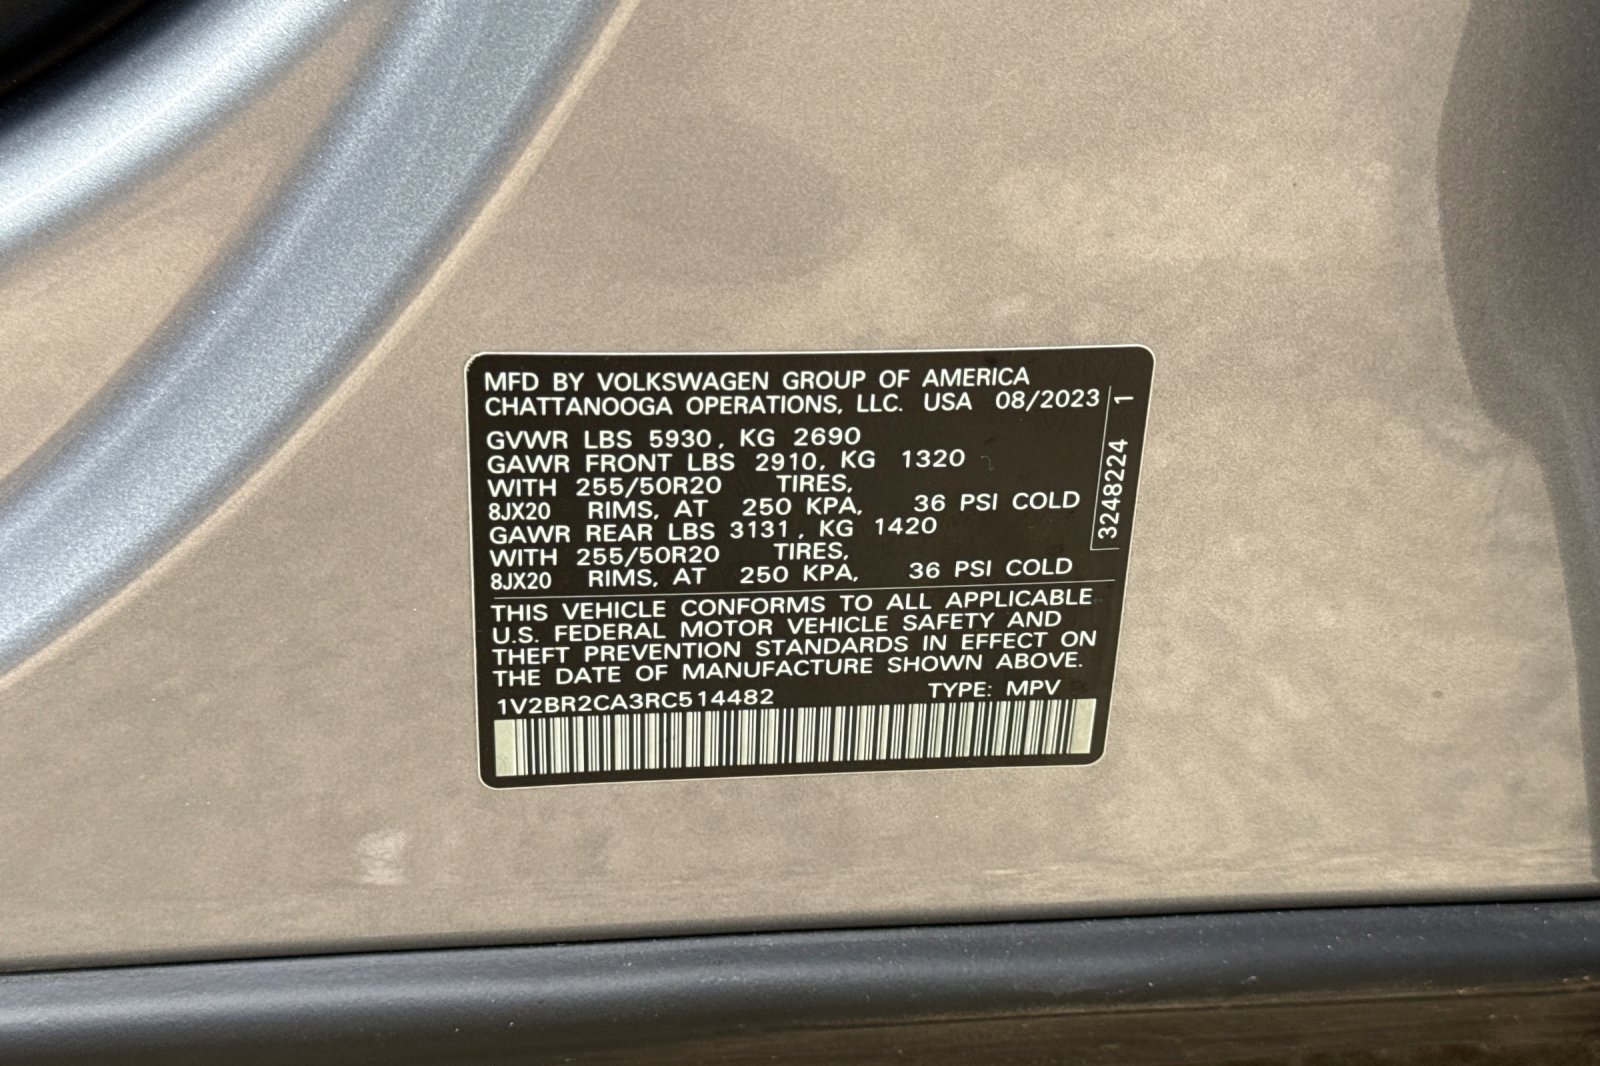 MFD BY VOLKSWAGEN GROUP OF AMERICA
CHATTANOOGA OPERATIONS, LLC. USA 08/2023
GVWR LBS 5930, KG 2690
GAWR FRONT LBS 2910, KG 1320
WITH 255/50R20 TIRES,
8JX20 RIMS, AT 250 KPA, 36 PSI COLD
GAWR REAR LBS 3131, KG 1420
WITH 255/50R20 TIRES,
8JX20 RIMS, AT 250 KPA, 36 PSI COLD
THIS VEHICLE CONFORMS TO ALL APPLICABLE
U.S. FEDERAL MOTOR VEHICLE SAFETY AND
THEFT PREVENTION STANDARDS IN EFFECT ON
THE DATE OF MANUFACTURE SHOWN ABOVE.
1V2BR2CA3RC514482 TYPE: MPV
3248224 1